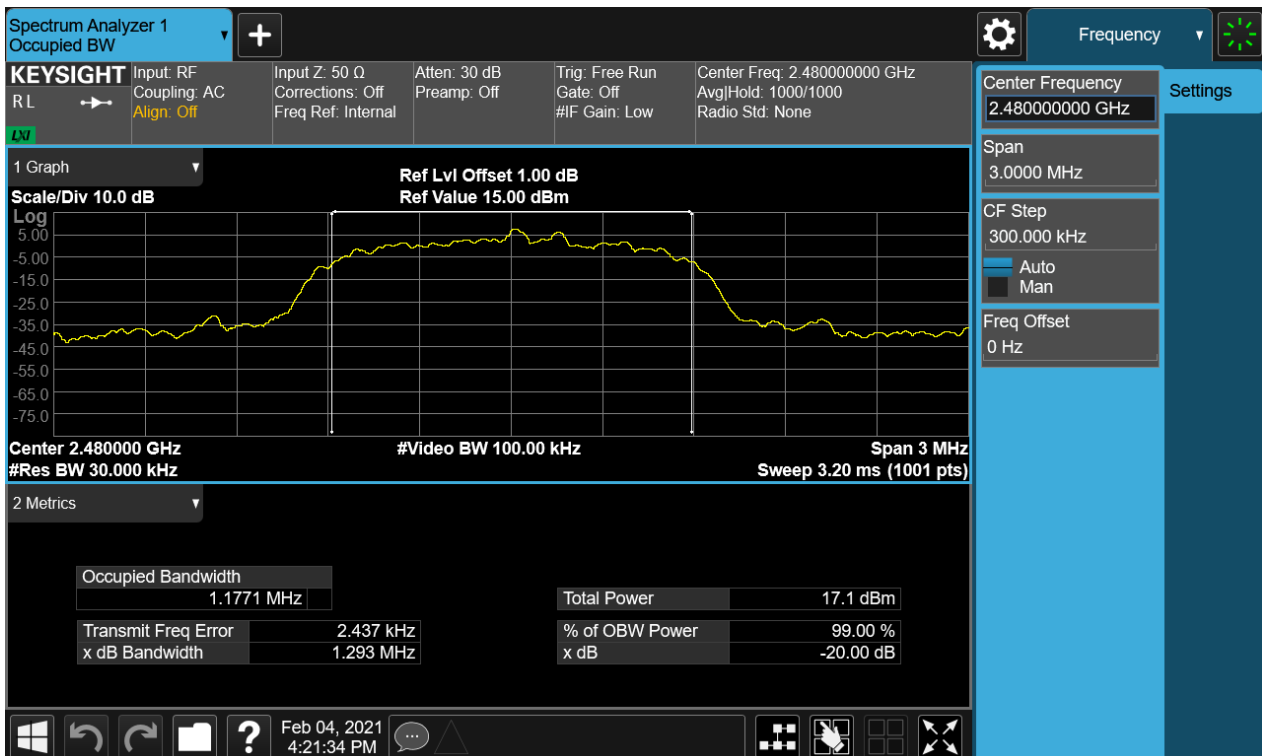 Spectrum Analyzer 1
Occupied BW
+
Frequency
KEYSIGHT
R L
LXI
Input: RF
Coupling: AC
Align: Off
Input Z: 50 Ω
Corrections: Off
Freq Ref: Internal
Atten: 30 dB
Preamp: Off
Trig: Free Run
Gate: Off
#IF Gain: Low
Center Freq: 2.480000000 GHz
Avg|Hold: 1000/1000
Radio Std: None
Center Frequency
2.480000000 GHz
Settings
Span
3.0000 MHz
CF Step
300.000 kHz
Auto
Man
Freq Offset
0 Hz
1 Graph
Scale/Div 10.0 dB
Ref Lvl Offset 1.00 dB
Ref Value 15.00 dBm
Log
5.00
-5.00
-15.0
-25.0
-35.0
-45.0
-55.0
-65.0
-75.0
Center 2.480000 GHz
#Video BW 100.00 kHz
Span 3 MHz
#Res BW 30.000 kHz
Sweep 3.20 ms (1001 pts)
2 Metrics
Occupied Bandwidth
1.1771 MHz
Total Power 17.1 dBm
Transmit Freq Error 2.437 kHz
% of OBW Power 99.00 %
x dB Bandwidth 1.293 MHz
x dB -20.00 dB
?
Feb 04, 2021
4:21:34 PM